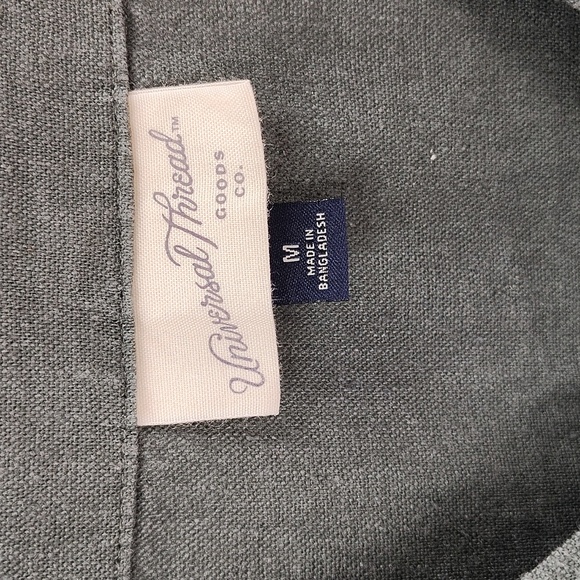 Universal Thread™
GOODS
CO.
M
MADE IN
BANGLADESH